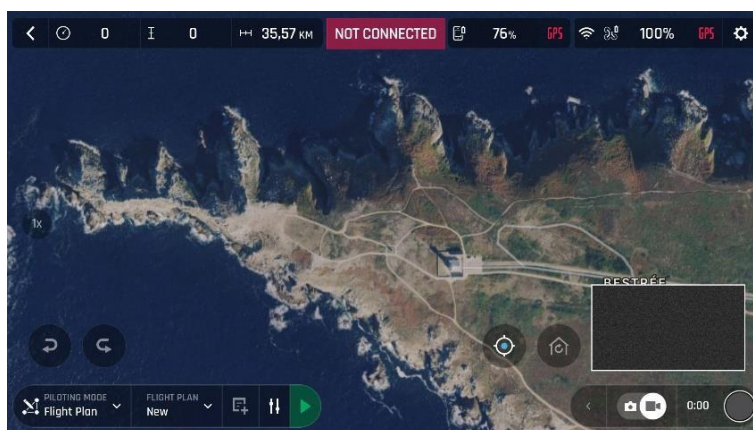 0 0 35,57 KM NOT CONNECTED 76% GPS 100% GPS
1x
BESTRÉE
PILOTING MODE
Flight Plan
FLIGHT PLAN
New
0:00